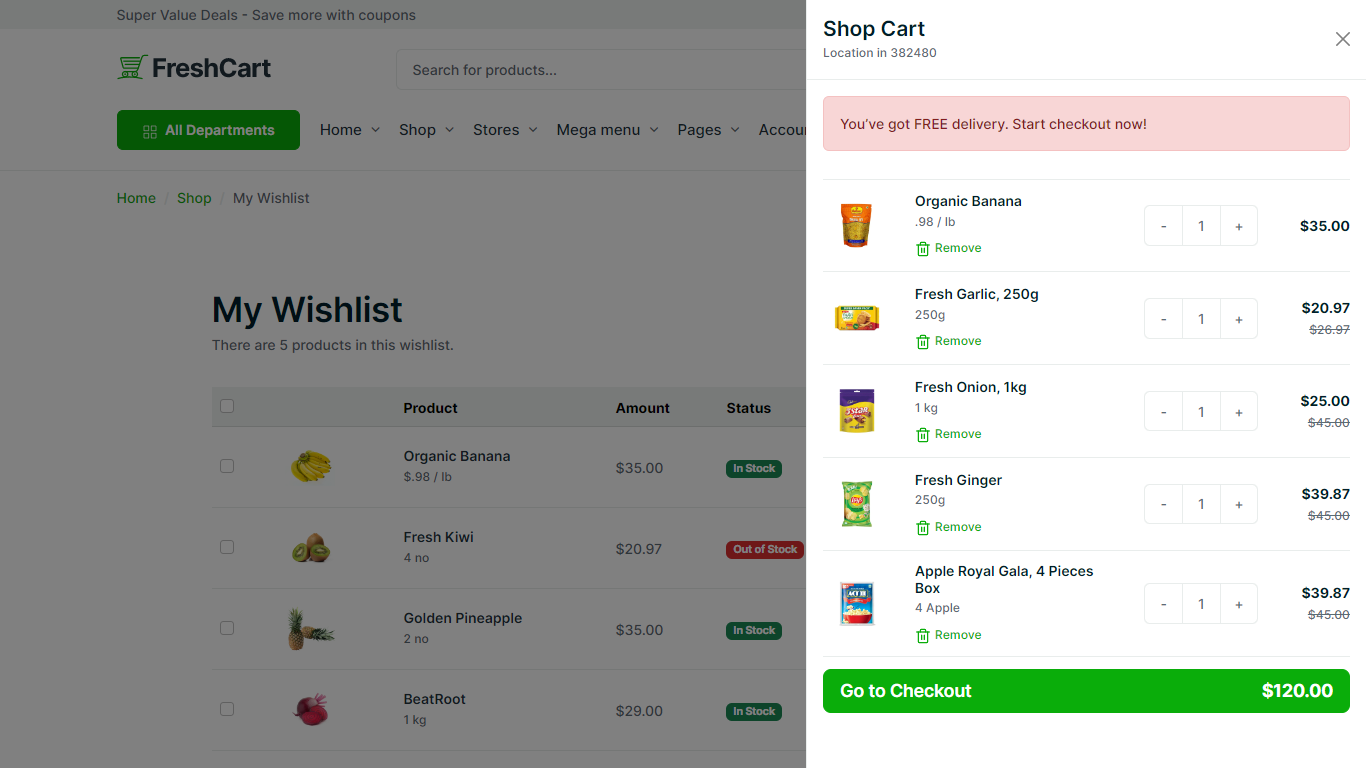 Super Value Deals - Save more with coupons
FreshCart
Search for products...
All Departments
Home
Shop
Stores
Mega menu
Pages
Accou
Home / Shop / My Wishlist
My Wishlist
There are 5 products in this wishlist.
Product Amount Status
Organic Banana
$.98 / lb
$35.00
In Stock
Fresh Kiwi
4 no
$20.97
Out of Stock
Golden Pineapple
2 no
$35.00
In Stock
BeatRoot
1 kg
$29.00
In Stock
Shop Cart
Location in 382480
You've got FREE delivery. Start checkout now!
Organic Banana
.98 / lb
Remove
- 1 +
$35.00
Fresh Garlic, 250g
250g
Remove
- 1 +
$20.97
$26.97
Fresh Onion, 1kg
1 kg
Remove
- 1 +
$25.00
$45.00
Fresh Ginger
250g
Remove
- 1 +
$39.87
$45.00
Apple Royal Gala, 4 Pieces
Box
4 Apple
Remove
- 1 +
$39.87
$45.00
Go to Checkout $120.00